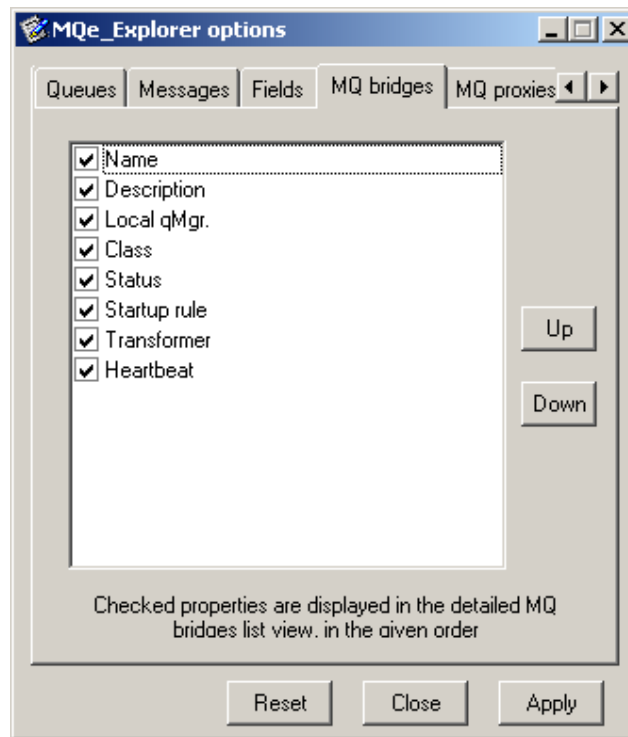 MQe_Explorer options
Queues Messages Fields MQ bridges MQ proxies
Name
Description
Local qMgr.
Class
Status
Startup rule
Transformer
Heartbeat
Up
Down
Checked properties are displayed in the detailed MQ
bridges list view, in the given order
Reset Close Apply